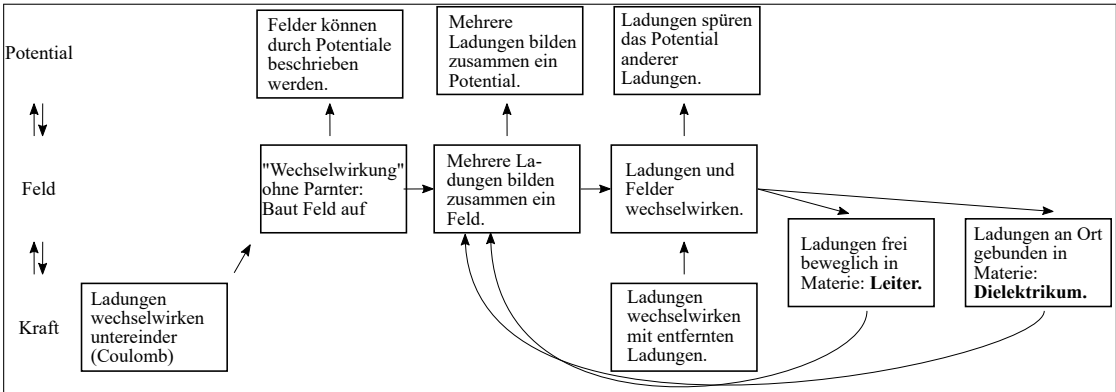 Potential
Felder können
durch Potentiale
beschrieben
werden.
Mehrere
Ladungen bilden
zusammen ein
Potential.
Ladungen spüren
das Potential
anderer
Ladungen.
Feld
"Wechselwirkung"
ohne Parnter:
Baut Feld auf
Mehrere La-
dungen bilden
zusammen ein
Feld.
Ladungen und
Felder
wechselwirken.
Ladungen frei
beweglich in
Materie: Leiter.
Ladungen an Ort
gebunden in
Materie:
Dielektrikum.
Kraft
Ladungen
wechselwirken
untereinder
(Coulomb)
Ladungen
wechselwirken
mit entfernten
Ladungen.